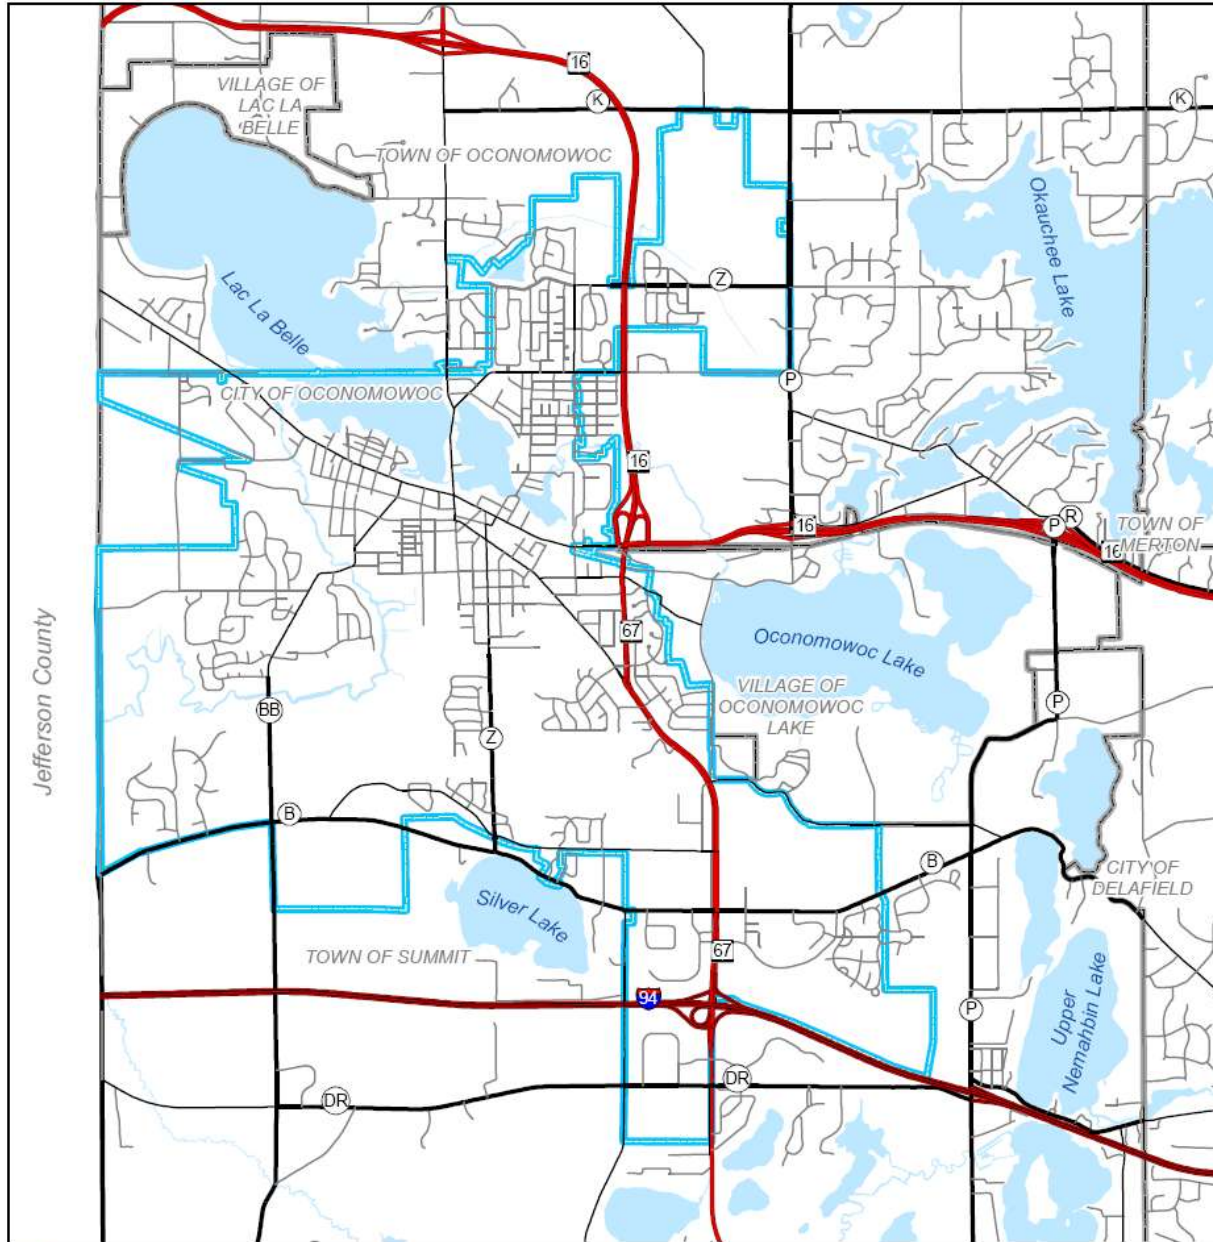 16
VILLAGE OF
LAC LA
BELLE
K
K
TOWN OF OCONOMOWOC
Okauchee Lake
Z
Lac La Belle
P
CITY OF OCONOMOWOC
16
16
R
P
TOWN OF
MERTON
16
Jefferson County
67
Oconomowoc Lake
VILLAGE OF
OCONOMOWOC
LAKE
P
BB
Z
B
B
CITY OF
DELAFIELD
Silver Lake
TOWN OF SUMMIT
67
94
P
Upper
Nemahbin Lake
DR
DR